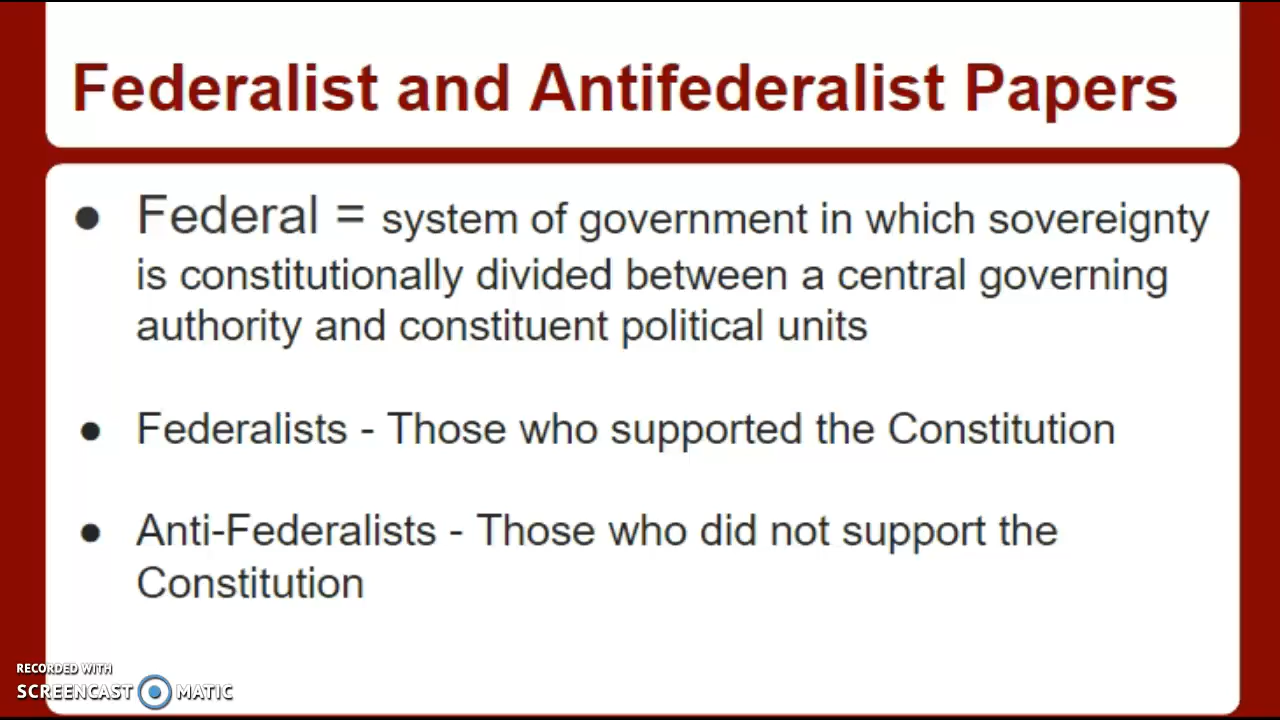 Federalist and Antifederalist Papers
● Federal = system of government in which sovereignty
is constitutionally divided between a central governing
authority and constituent political units
● Federalists - Those who supported the Constitution
● Anti-Federalists - Those who did not support the
Constitution
RECORDED WITH
SCREENCAST MATIC